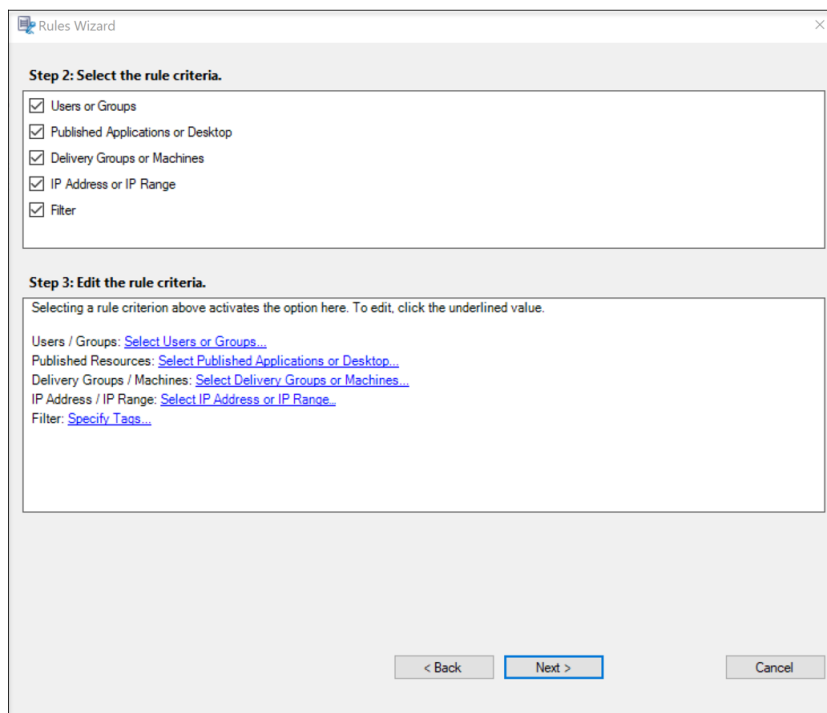 Rules Wizard
Step 2: Select the rule criteria.
Users or Groups
Published Applications or Desktop
Delivery Groups or Machines
IP Address or IP Range
Filter
Step 3: Edit the rule criteria.
Selecting a rule criterion above activates the option here. To edit, click the underlined value.
Users / Groups: Select Users or Groups...
Published Resources: Select Published Applications or Desktop...
Delivery Groups / Machines: Select Delivery Groups or Machines...
IP Address / IP Range: Select IP Address or IP Range...
Filter: Specify Tags...
< Back Next > Cancel